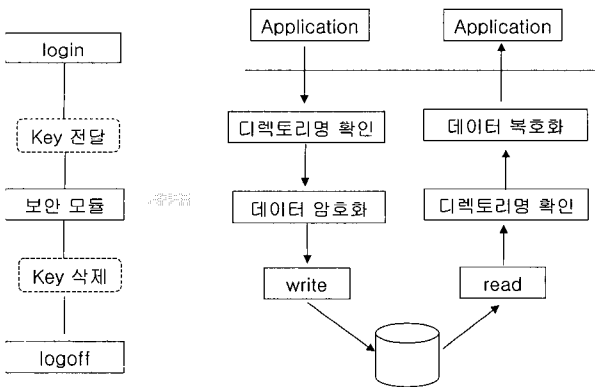 login
Key 전달
보안 모듈
Key 삭제
logoff
Application
디렉토리명 확인
데이터 암호화
write
Application
데이터 복호화
디렉토리명 확인
read